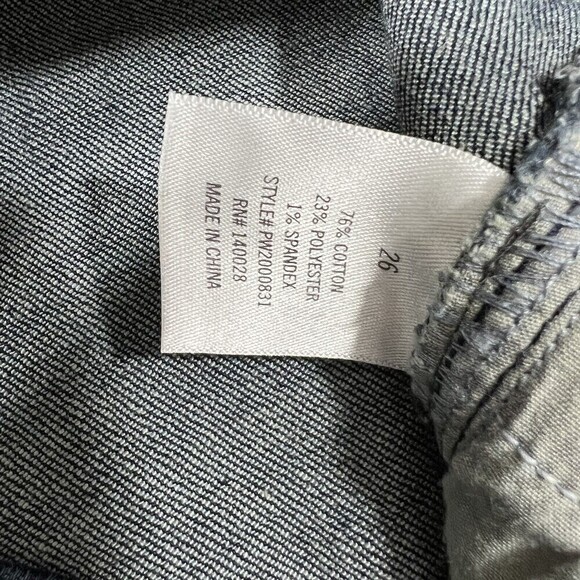 26
76% COTTON
23% POLYESTER
1% SPANDEX
STYLE# PW2000831
RN# 140028
MADE IN CHINA